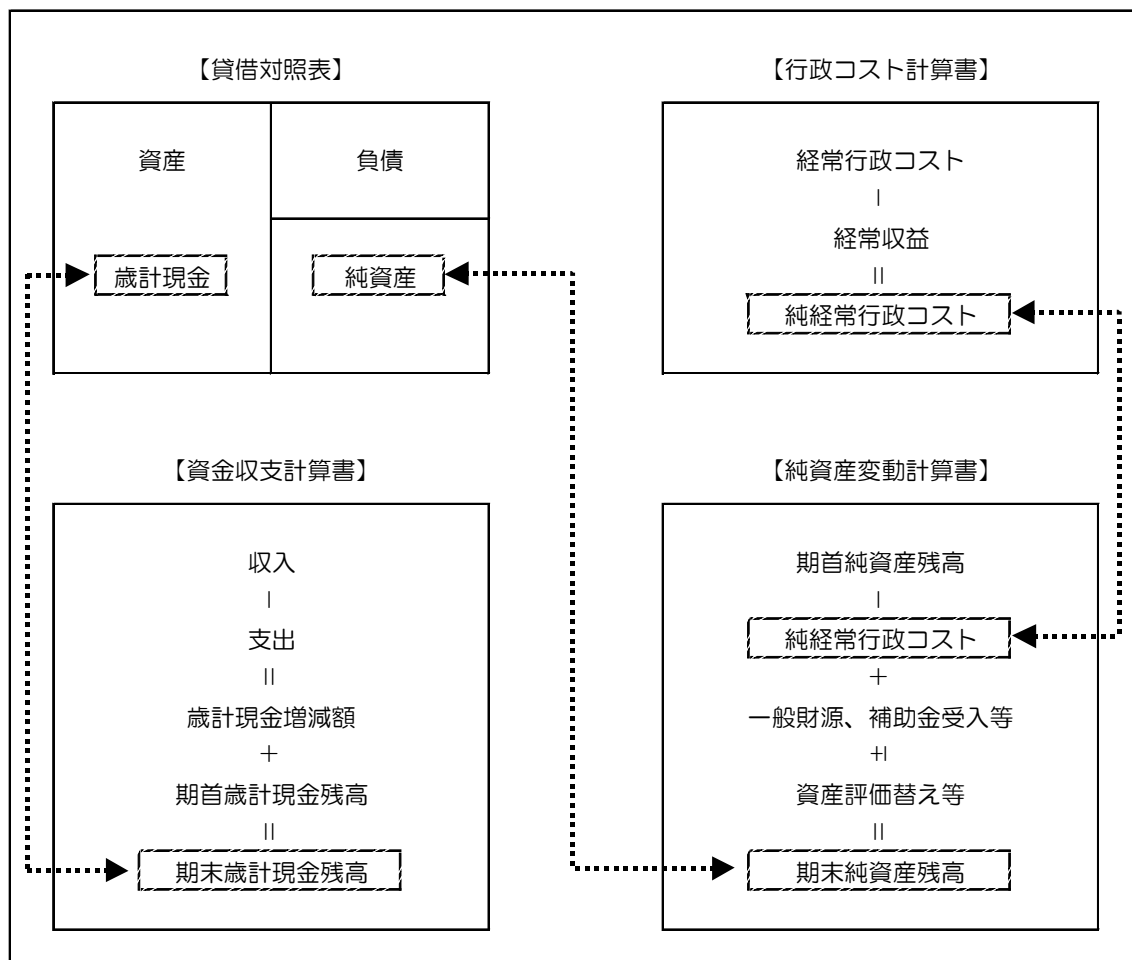 【貸借対照表】
資産
負債
歳計現金
純資産
【行政コスト計算書】
経常行政コスト
－
経常収益
＝
純経常行政コスト
【資金収支計算書】
収入
－
支出
＝
歳計現金増減額
＋
期首歳計現金残高
＝
期末歳計現金残高
【純資産変動計算書】
期首純資産残高
－
純経常行政コスト
＋
一般財源、補助金受入等
±
資産評価替え等
＝
期末純資産残高